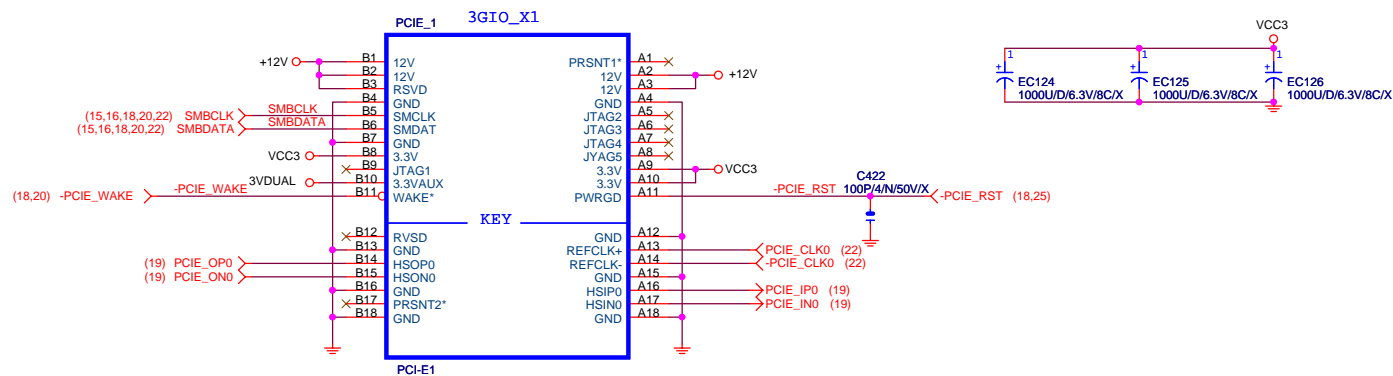 3GIO_X1
PCIE_1
VCC3
+12V
B1 12V
B2 12V
B3 RSVD
B4 GND
(15,16,18,20,22) SMBCLK SMBCLK B5 SMCLK
(15,16,18,20,22) SMBDATA SMBDATA B6 SMDAT
B7 GND
VCC3 B8 3.3V
B9 JTAG1
3VDUAL B10 3.3VAUX
(18,20) -PCIE_WAKE -PCIE_WAKE B11 WAKE*
KEY
B12 RVSD
B13 GND
(19) PCIE_OP0 B14 HSOP0
(19) PCIE_ON0 B15 HSON0
B16 GND
B17 PRSNT2*
B18 GND
PRSNT1* A1
12V A2 +12V
12V A3
GND A4
JTAG2 A5
JTAG3 A6
JTAG4 A7
JYAG5 A8
3.3V A9 VCC3
3.3V A10
PWRGD A11 -PCIE_RST -PCIE_RST (18,25)
C422
100P/4/N/50V/X
GND A12
REFCLK+ A13 PCIE_CLK0 (22)
REFCLK- A14 -PCIE_CLK0 (22)
GND A15
HSIP0 A16 PCIE_IP0 (19)
HSIN0 A17 PCIE_IN0 (19)
GND A18
PCI-E1
1 + EC124
1000U/D/6.3V/8C/X
1 + EC125
1000U/D/6.3V/8C/X
1 + EC126
1000U/D/6.3V/8C/X